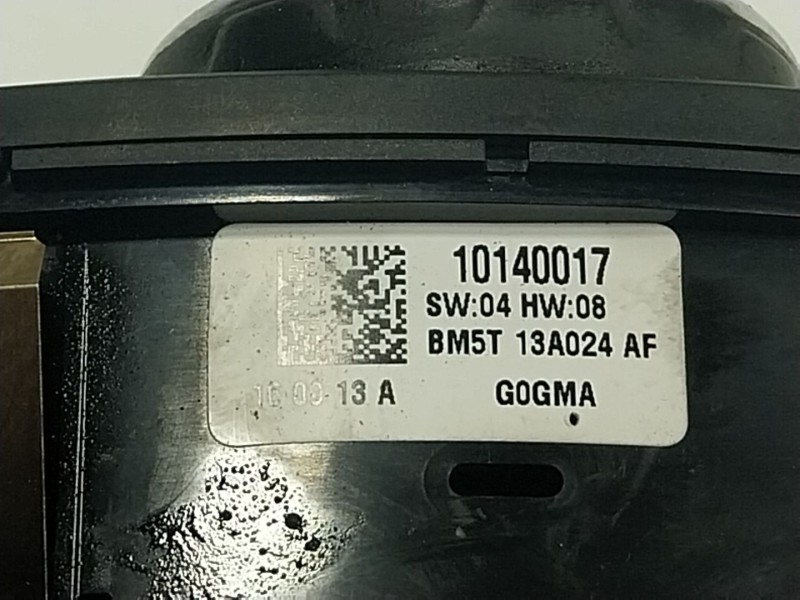 10140017
SW:04 HW:08
BM5T 13A024 AF
13 A
G0GMA